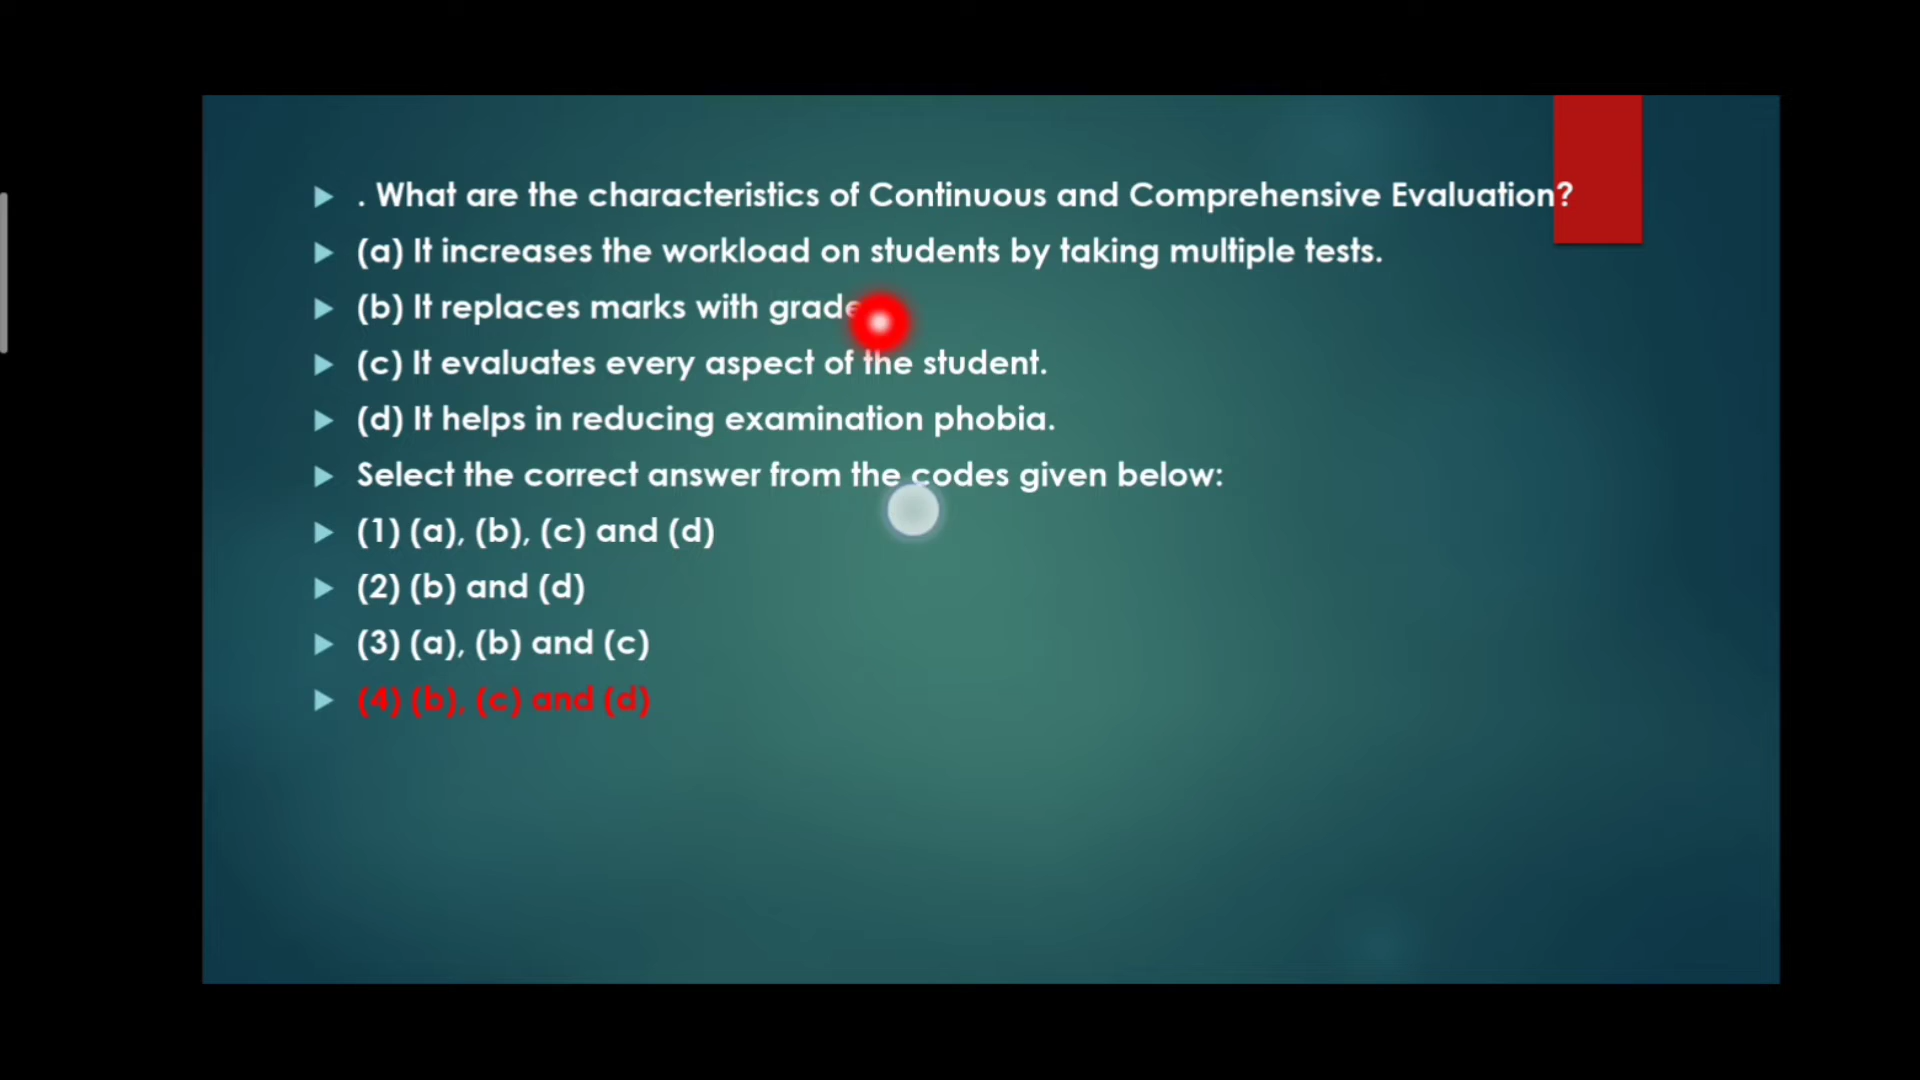 . What are the characteristics of Continuous and Comprehensive Evaluation?
(a) It increases the workload on students by taking multiple tests.
(b) It replaces marks with
(c) It evaluates every aspect of the student.
(d) It helps in reducing examination phobia.
Select the correct answer from the codes given below:
(1) (a), (b), (c) and (d)
(2) (b) and (d)
(3) (a), (b) and (c)
(4) (b), (c) and (d)